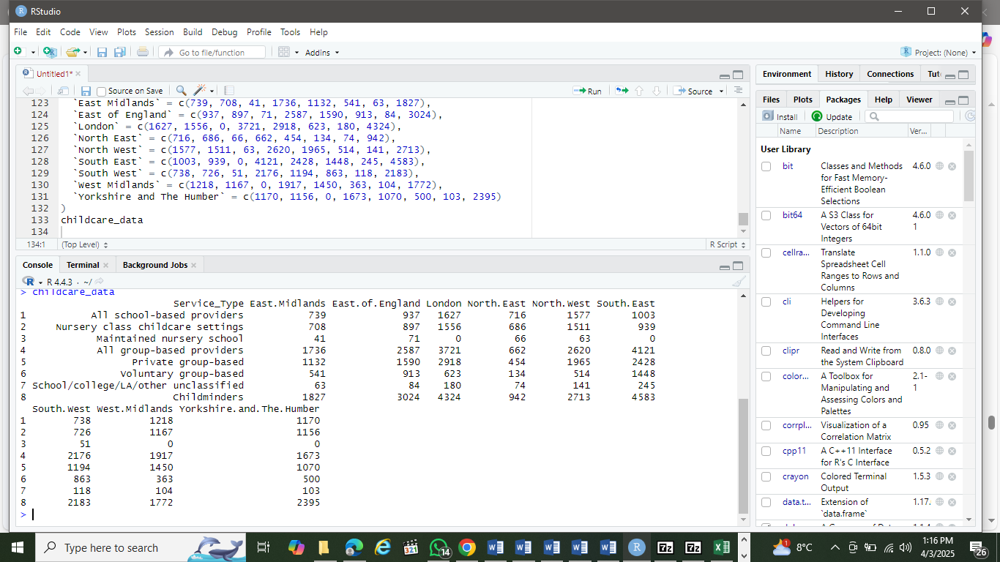 RStudio
File Edit Code View Plots Session Build Debug Profile Tools Help
Go to file/function Addins Project: (None)
Untitled1*
Source on Save Run Source
123 `East Midlands` = c(739, 708, 41, 1736, 1132, 541, 63, 1827),
124 `East of England` = c(937, 897, 71, 2587, 1590, 913, 84, 3024),
125 `London` = c(1627, 1556, 0, 3721, 2918, 623, 180, 4324),
126 `North East` = c(716, 686, 66, 662, 454, 134, 74, 942),
127 `North West` = c(1577, 1511, 63, 2620, 1965, 514, 141, 2713),
128 `South East` = c(1003, 939, 0, 4121, 2428, 1448, 245, 4583),
129 `South West` = c(738, 726, 51, 2176, 1194, 863, 118, 2183),
130 `West Midlands` = c(1218, 1167, 0, 1917, 1450, 363, 104, 1772),
131 `Yorkshire and The Humber` = c(1170, 1156, 0, 1673, 1070, 500, 103, 2395)
132 )
133 childcare_data
134
134:1 (Top Level) R Script
Console Terminal Background Jobs
R 4.4.3 · ~/
> childcare_data
Service_Type East.Midlands East.of.England London North.East North.West South.East
1 All school-based providers 739 937 1627 716 1577 1003
2 Nursery class childcare settings 708 897 1556 686 1511 939
3 Maintained nursery school 41 71 0 66 63 0
4 All group-based providers 1736 2587 3721 662 2620 4121
5 Private group-based 1132 1590 2918 454 1965 2428
6 Voluntary group-based 541 913 623 134 514 1448
7 School/college/LA/other unclassified 63 84 180 74 141 245
8 Childminders 1827 3024 4324 942 2713 4583
South.West West.Midlands Yorkshire.and.The.Humber
1 738 1218 1170
2 726 1167 1156
3 51 0 0
4 2176 1917 1673
5 1194 1450 1070
6 863 363 500
7 118 104 103
8 2183 1772 2395
>
Environment History Connections Tut
Files Plots Packages Help Viewer
Install Update
Name Description Ver...
User Library
bit Classes and Methods 4.6.0
for Fast Memory-
Efficient Boolean
Selections
bit64 A S3 Class for 4.6.0
Vectors of 64bit 1
Integers
cellra... Translate 1.1.0
Spreadsheet Cell
Ranges to Rows and
Columns
cli Helpers for 3.6.3
Developing
Command Line
Interfaces
clipr Read and Write from 0.8.0
the System Clipboard
color... A Toolbox for 2.1-
Manipulating and 1
Assessing Colors and
Palettes
corrpl... Visualization of a 0.95
Correlation Matrix
cpp11 A C++11 Interface 0.5.2
for R's C Interface
crayon Colored Terminal 1.5.3
Output
data.t... Extension of 1.17.
`data.frame`
Type here to search
321
14
1
8°C
1:16 PM
4/3/2025
26